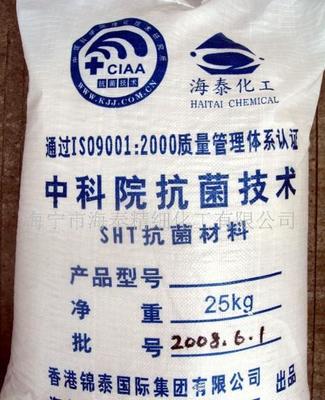 CIAA
抗菌技术
WWW.KJJ.COM.CN
海泰化工
HAITAI CHEMICAL
通过ISO9001:2000质量管理体系认证
中科院抗菌技术
海宁市海泰精细化工有限公司
SHT抗菌材料
产品型号
净 重 25kg
批 号 2008.6.1
香港锦泰国际集团有限公司 出品